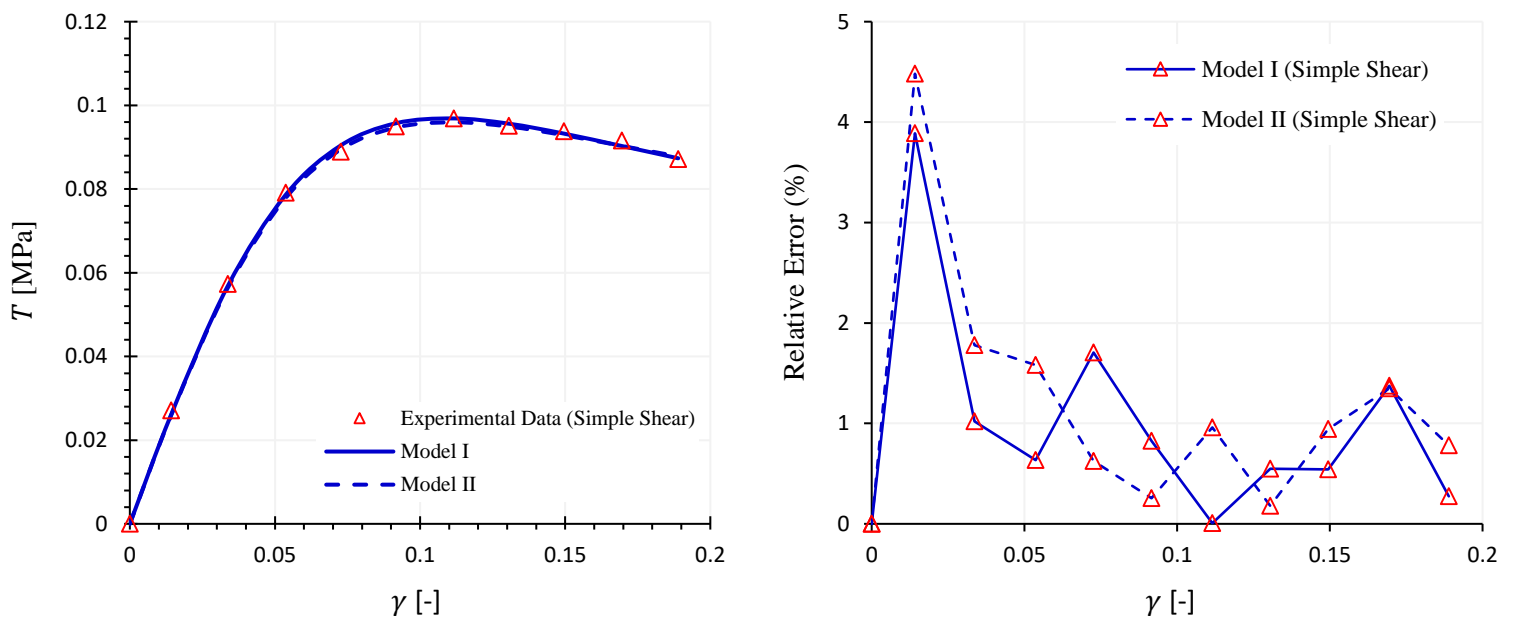 0.12
0.1
0.08
0.06
0.04
0.02
0
T [MPa]
Experimental Data (Simple Shear)
Model I
Model II
0
0.05
0.1
0.15
0.2
γ [-]
5
4
3
2
1
0
Relative Error (%)
Model I (Simple Shear)
Model II (Simple Shear)
0
0.05
0.1
0.15
0.2
γ [-]